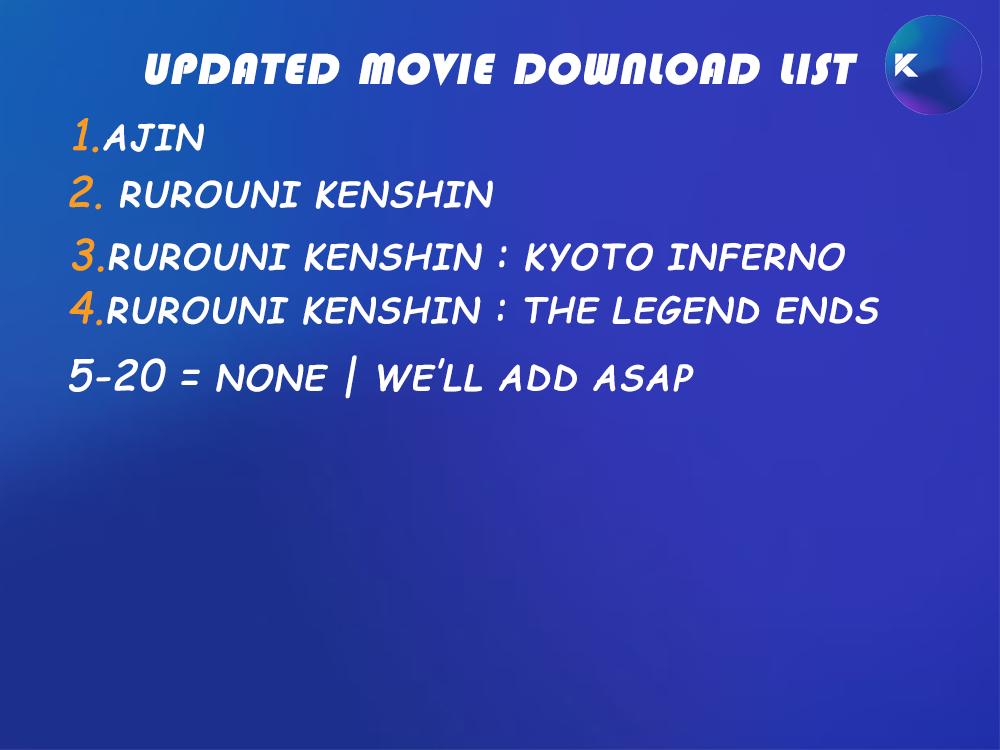 UPDATED MOVIE DOWNLOAD LIST K
1.AJIN
2. RUROUNI KENSHIN
3.RUROUNI KENSHIN : KYOTO INFERNO
4.RUROUNI KENSHIN : THE LEGEND ENDS
5-20 = NONE | WE'LL ADD ASAP